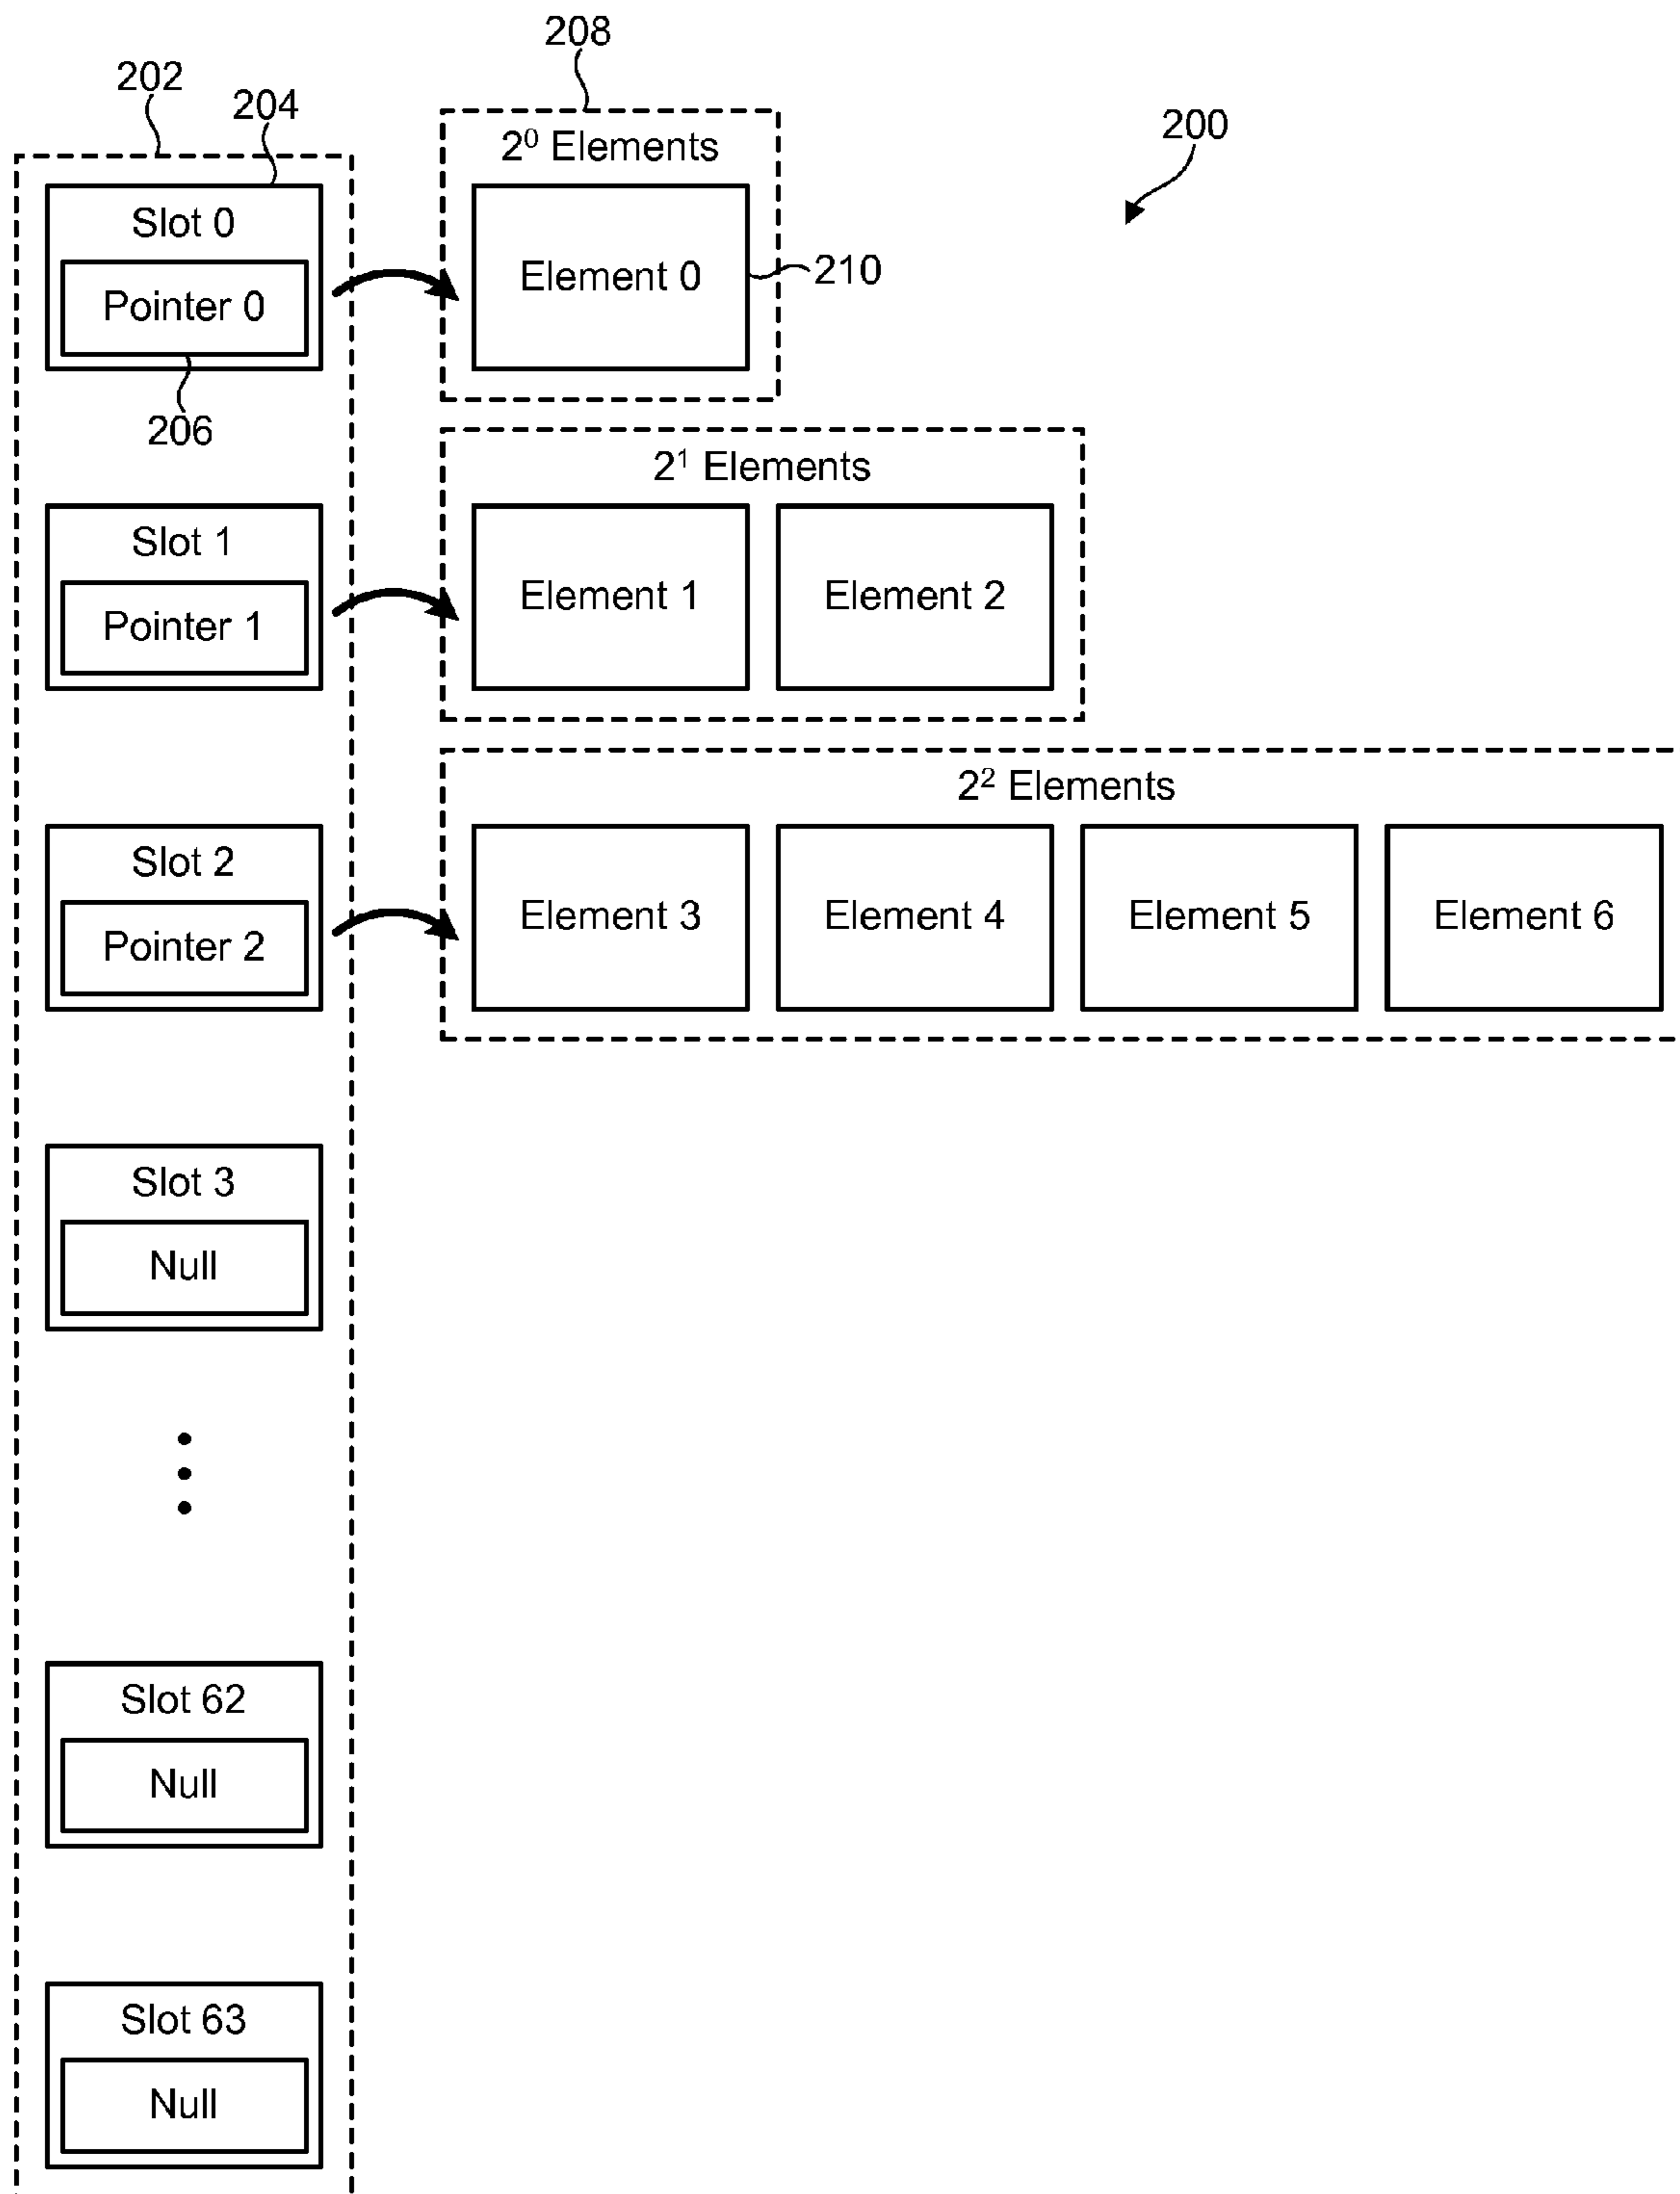 208
202
204
200
2⁰ Elements
Slot 0
Element 0
210
Pointer 0
206
2¹ Elements
Slot 1
Element 1
Element 2
Pointer 1
2² Elements
Slot 2
Element 3
Element 4
Element 5
Element 6
Pointer 2
Slot 3
Null
Slot 62
Null
Slot 63
Null